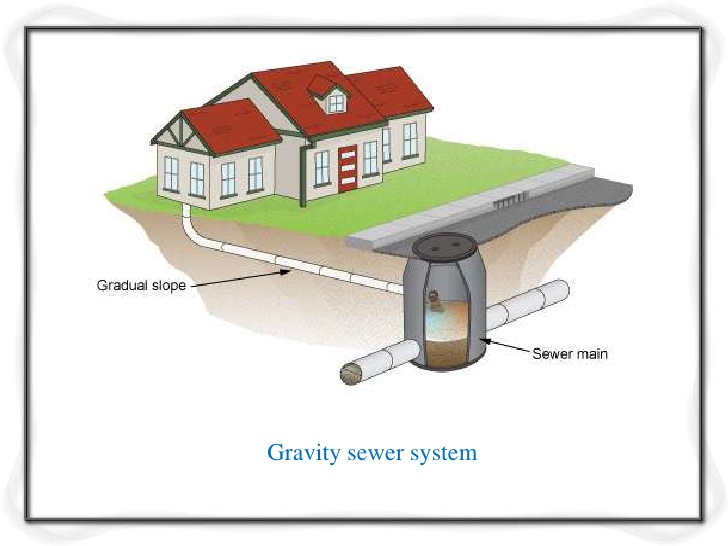 Gradual slope
Sewer main
Gravity sewer system